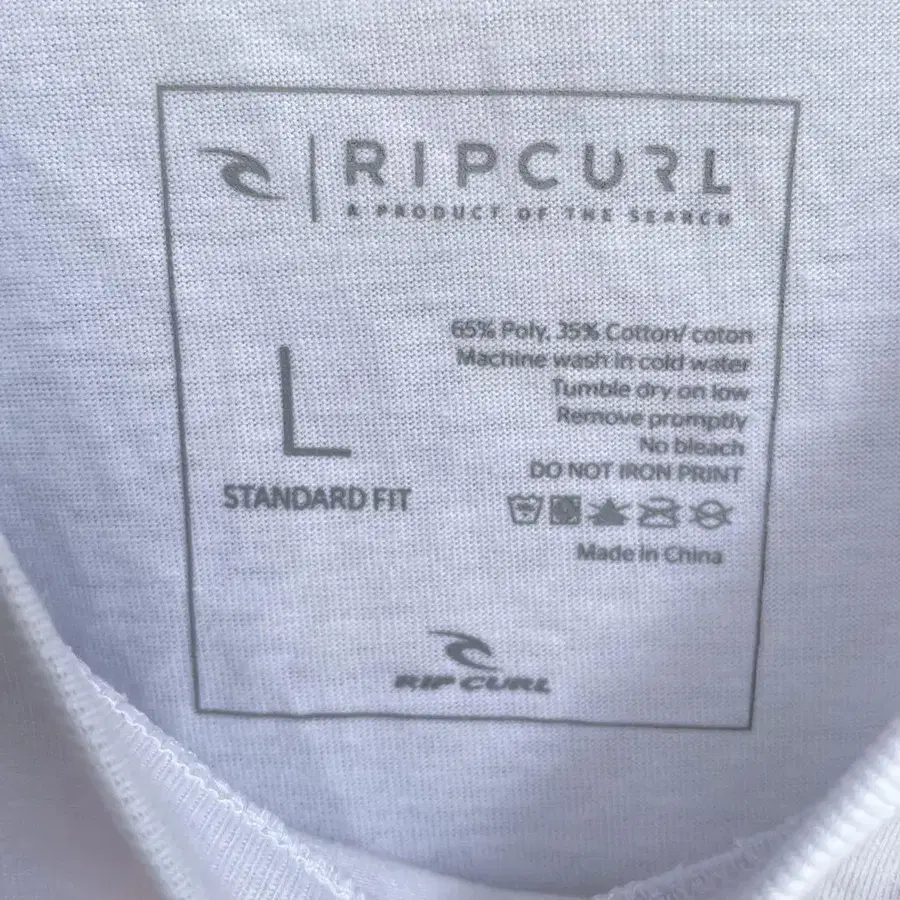 RIPCURL
A PRODUCT OF THE SEARCH
65% Poly, 35% Cotton/ coton
Machine wash in cold water
Tumble dry on low
Remove promptly
No bleach
DO NOT IRON PRINT
L
STANDARD FIT
Made in China
RIP CURL